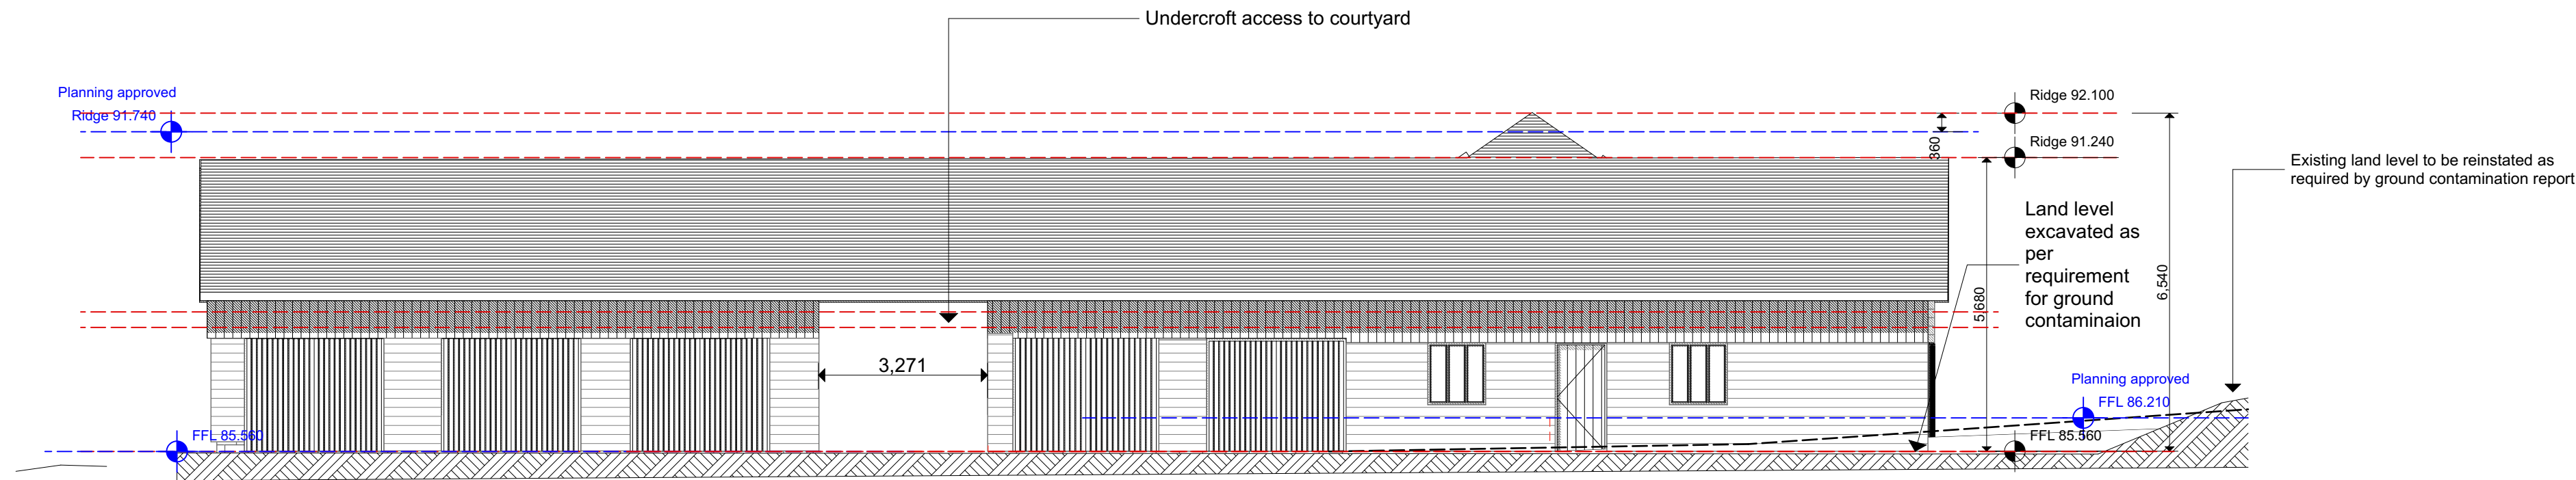 Undercroft access to courtyard
Planning approved
Ridge 91.740
Ridge 92.100
360
Ridge 91.240
Existing land level to be reinstated as
required by ground contamination report
Land level
excavated as
per
requirement
for ground
contaminaion
5,680
6,540
3,271
Planning approved
FFL 86.210
FFL 85.560
FFL 85.560